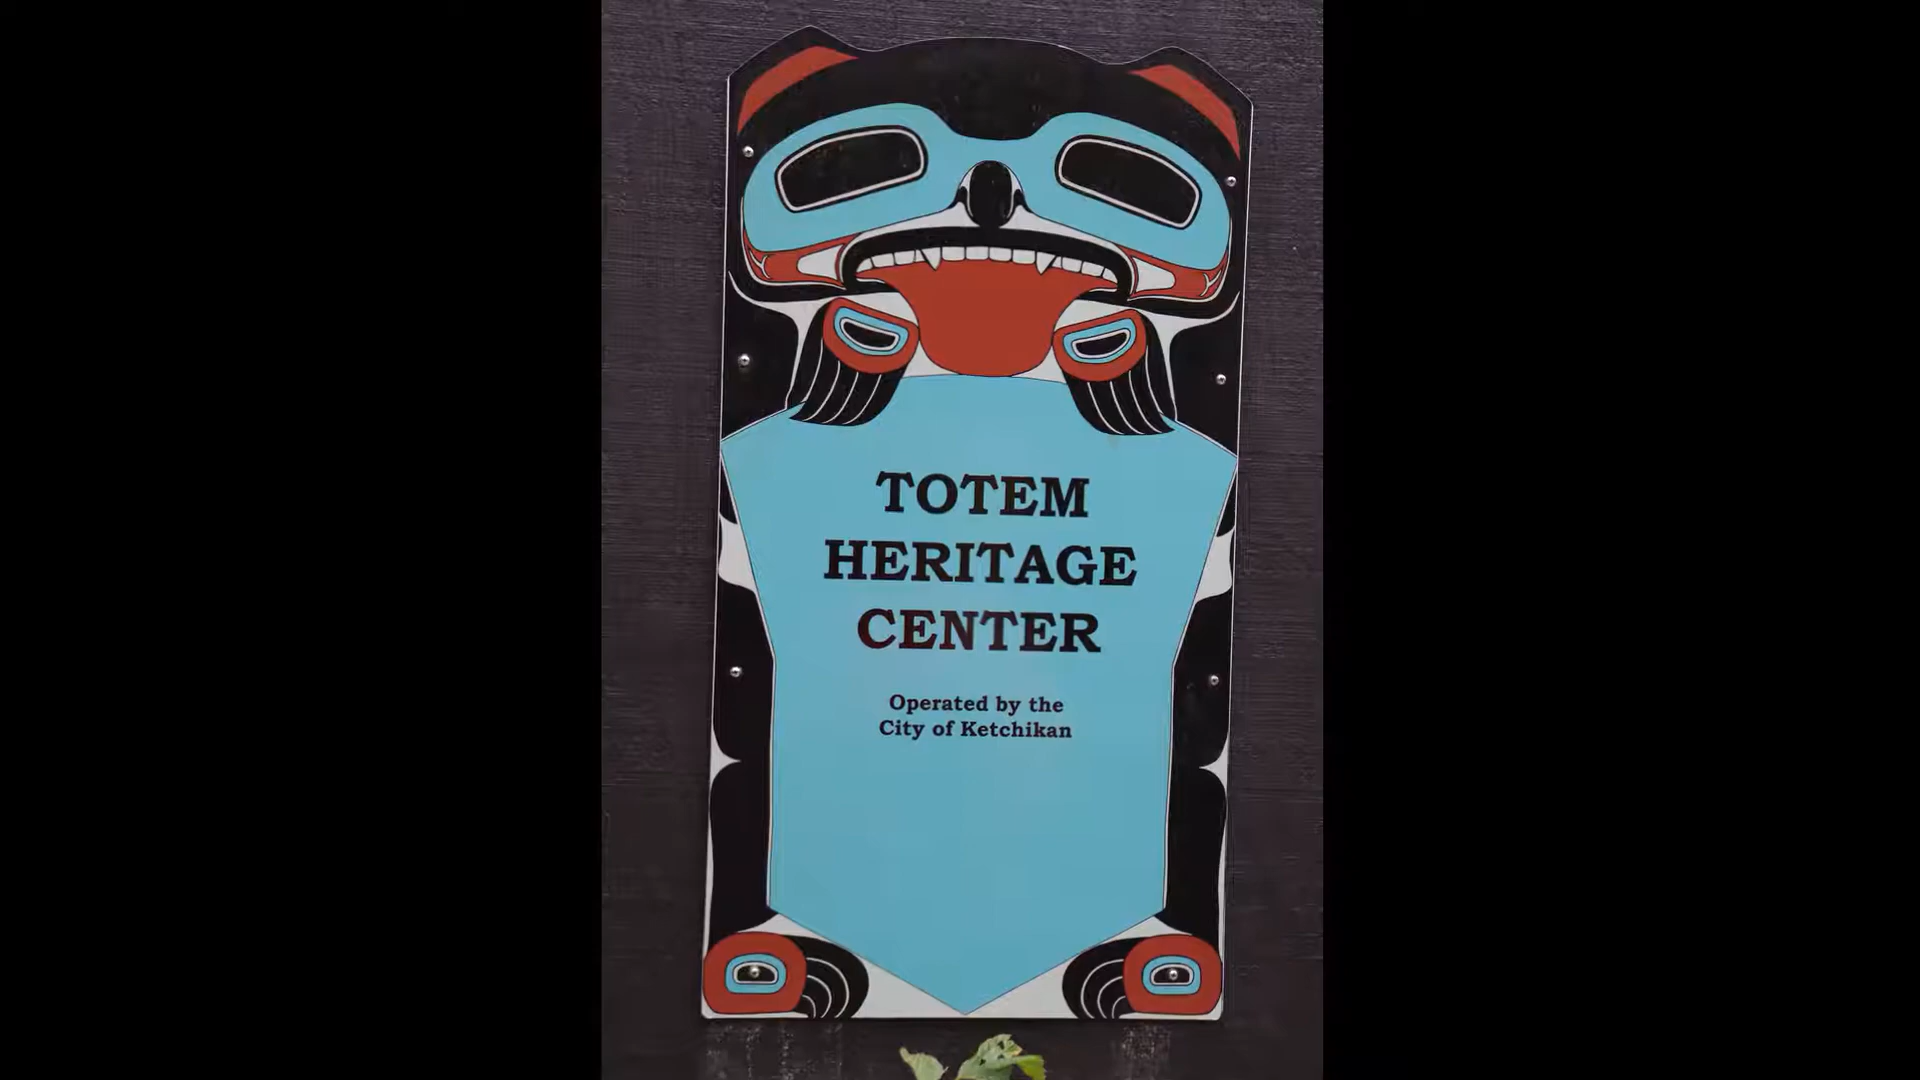 TOTEM
HERITAGE
CENTER
Operated by the
City of Ketchikan